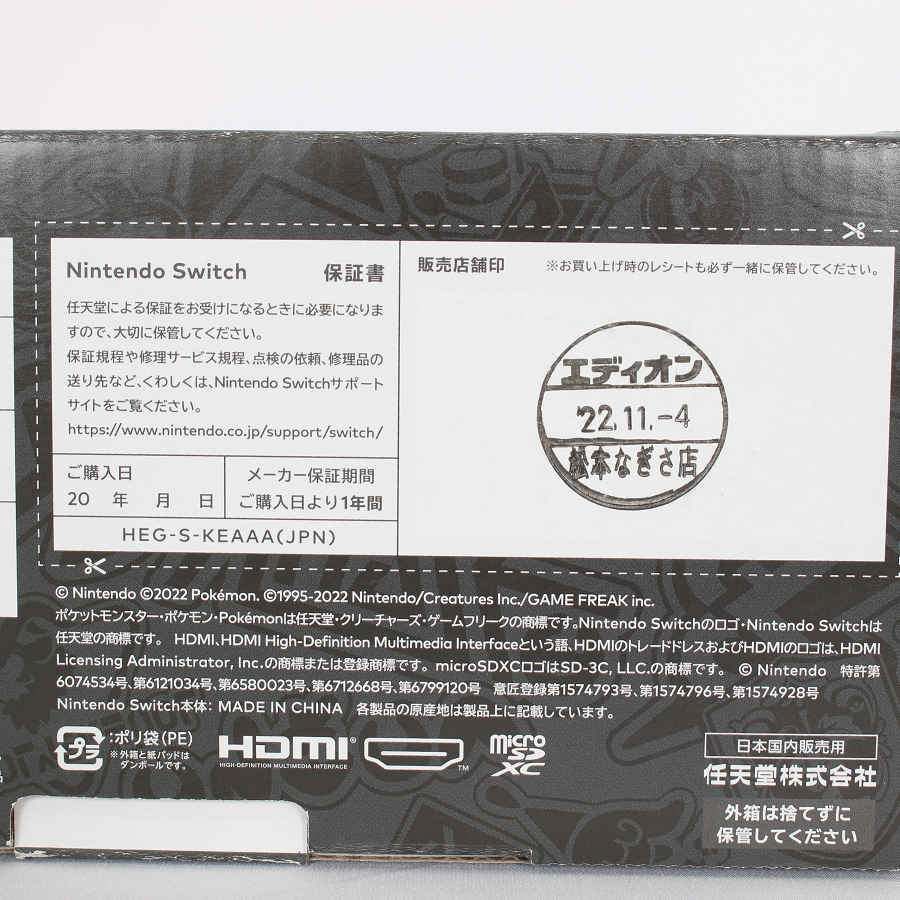 Nintendo Switch 保証書
任天堂による保証をお受けになるときに必要になりま
すので、大切に保管してください。
保証規程や修理サービス規程、点検の依頼、修理品の
送り先など、くわしくは、Nintendo Switchサポート
サイトをご覧ください。
https://www.nintendo.co.jp/support/switch/
ご購入日
20 年 月 日
メーカー保証期間
ご購入日より1年間
HEG-S-KEAAA(JPN)
販売店舗印 ※お買い上げ時のレシートも必ず一緒に保管してください。
エディオン
'22.11.-4
松本なぎさ店
© Nintendo ©2022 Pokémon. ©1995-2022 Nintendo/Creatures Inc./GAME FREAK inc.
ポケットモンスター・ポケモン・Pokémonは任天堂・クリーチャーズ・ゲームフリークの商標です。Nintendo Switchのロゴ・Nintendo Switchは
任天堂の商標です。 HDMI、HDMI High-Definition Multimedia Interfaceという語、HDMIのトレードドレスおよびHDMIのロゴは、HDMI
Licensing Administrator, Inc.の商標または登録商標です。 microSDXCロゴはSD-3C, LLC.の商標です。 © Nintendo 特許第
6074534号、第6121034号、第6580023号、第6712668号、第6799120号 意匠登録第1574793号、第1574796号、第1574928号
Nintendo Switch本体: MADE IN CHINA 各製品の原産地は製品上に記載しています。
プラ
:ポリ袋(PE)
※外箱と紙パッドは
ダンボールです。
HDMI®
HIGH-DEFINITION MULTIMEDIA INTERFACE
TM
micro
SD
XC
日本国内販売用
任天堂株式会社
外箱は捨てずに
保管してください